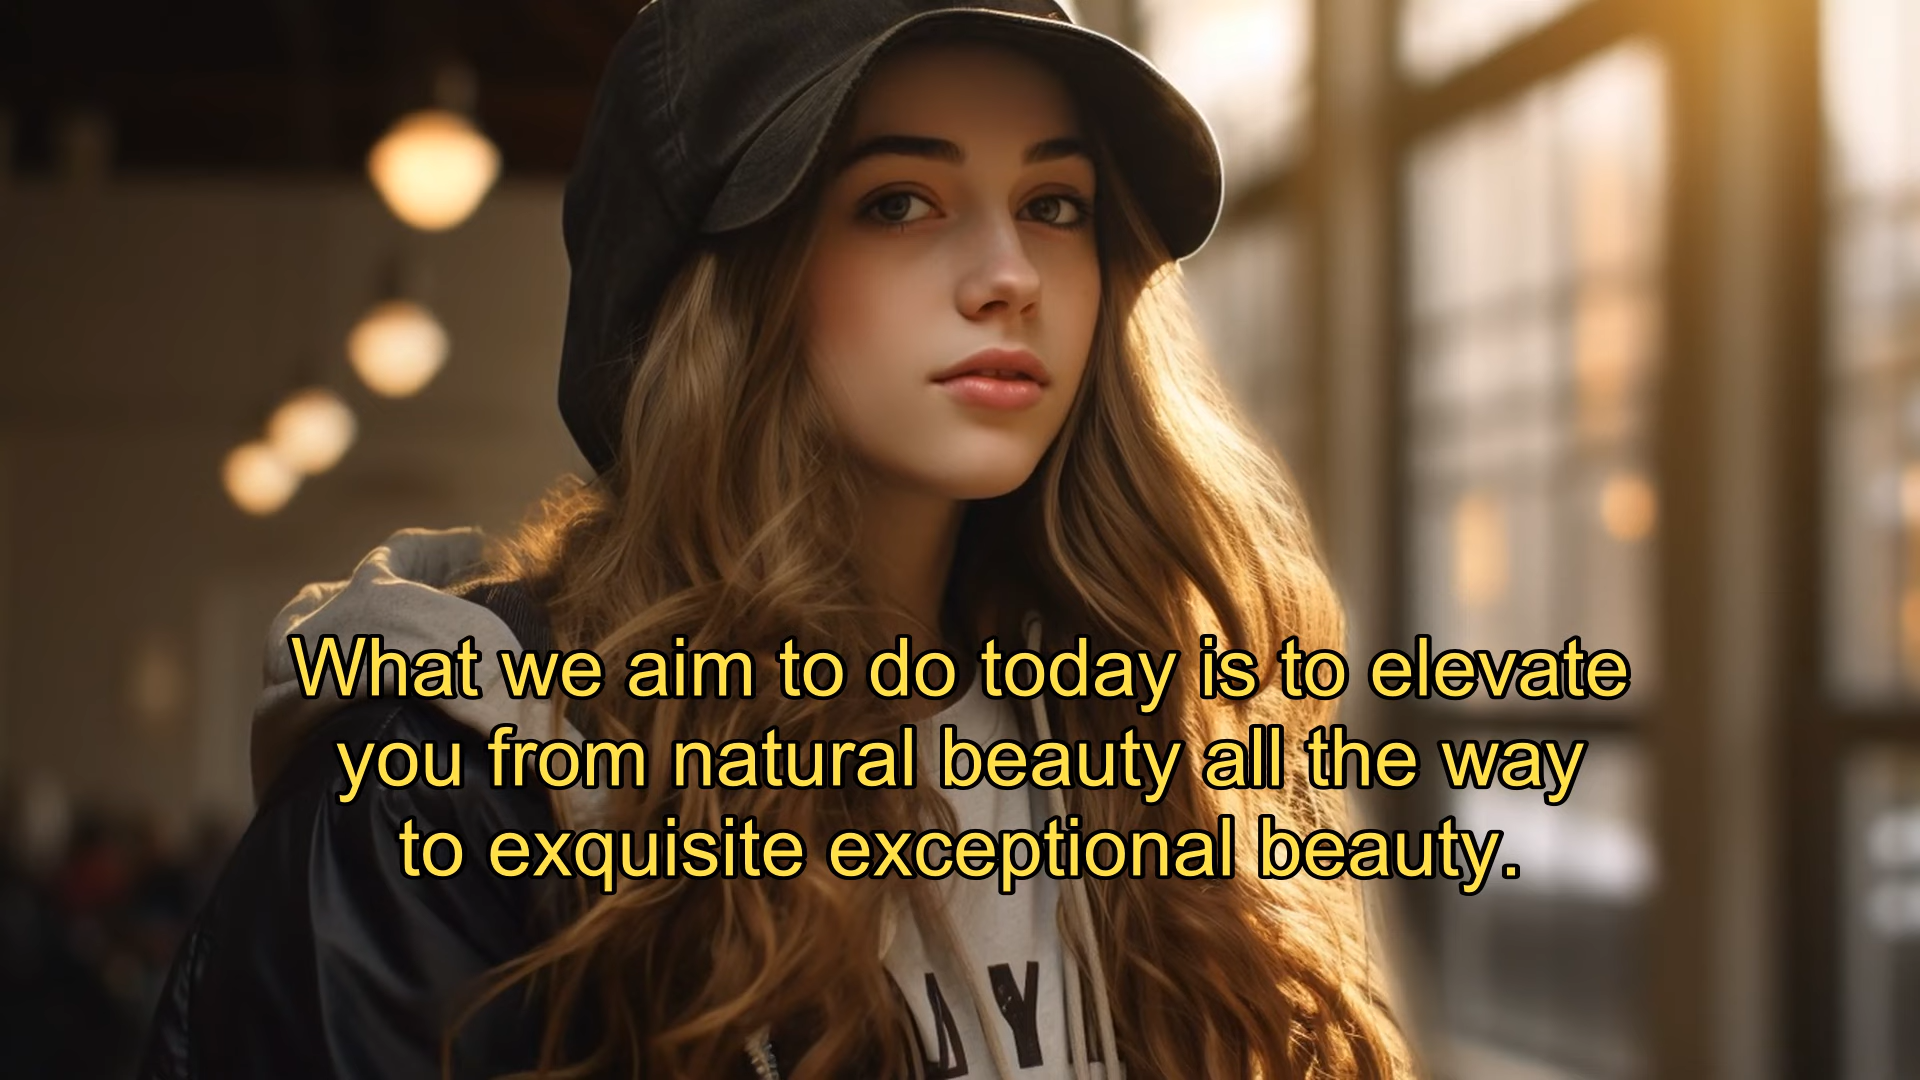 What we aim to do today is to elevate
you from natural beauty all the way
to exquisite exceptional beauty.